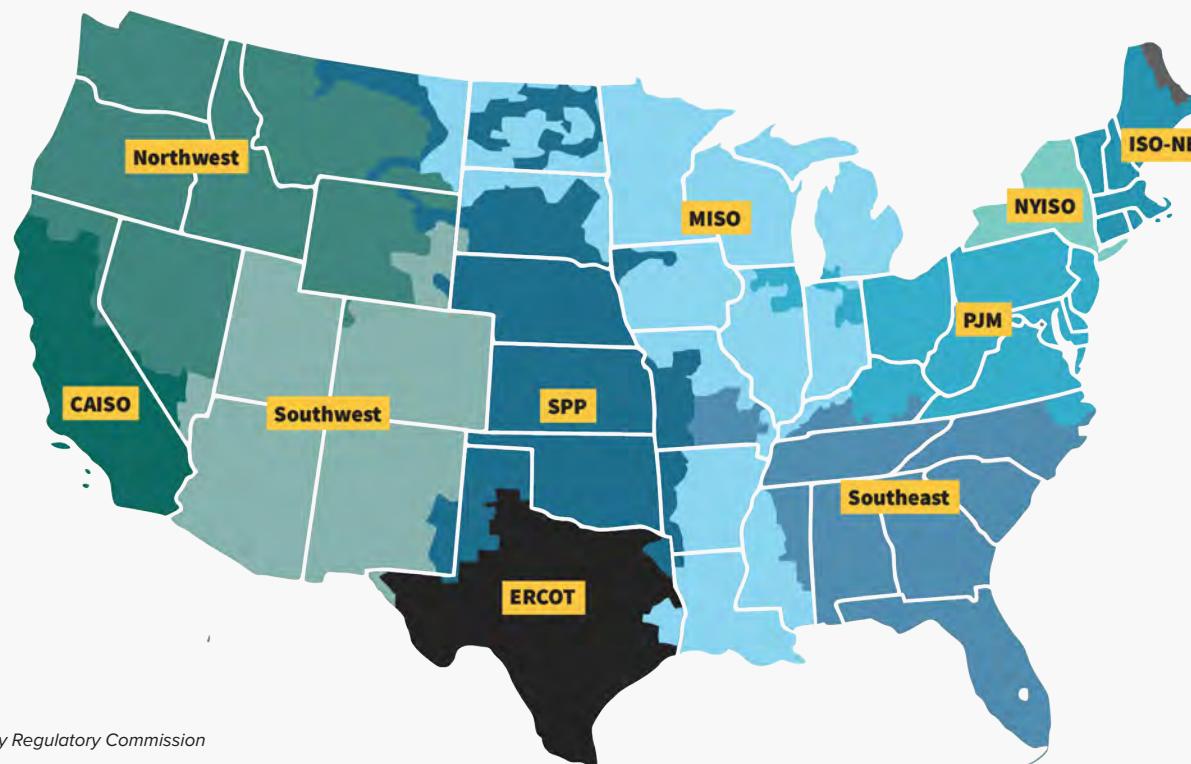 Northwest
ISO-NE
NYISO
MISO
PJM
CAISO
Southwest
SPP
Southeast
ERCOT
Regulatory Commission